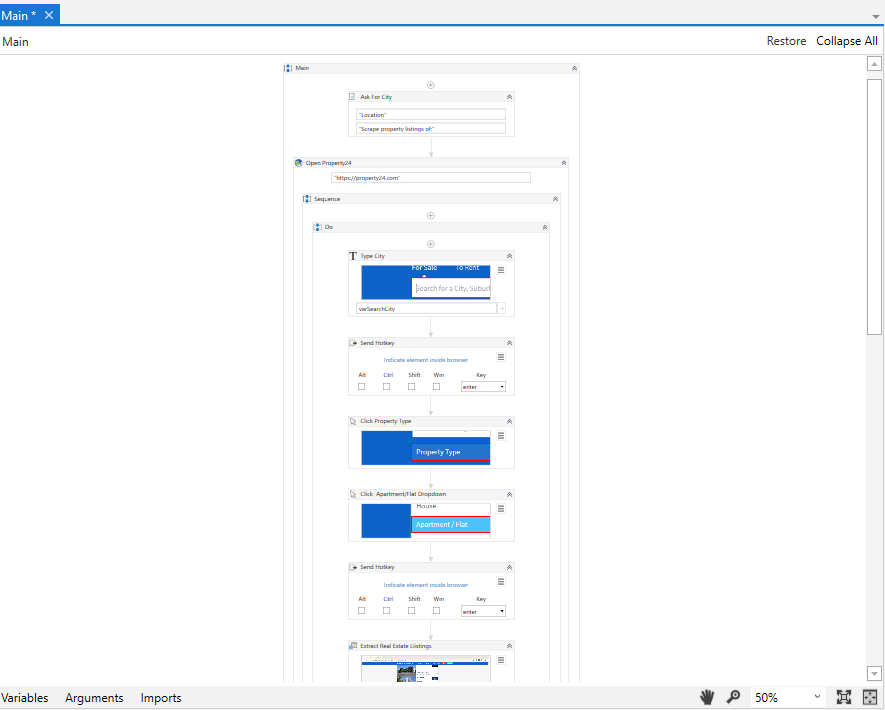 Main *
Main
Restore Collapse All
Main
Ask For City
"Location"
"Scrape property listings of:"
Open Property24
"https://property24.com"
Sequence
Do
Type City
For Sale To Rent
Search for a City, Suburb
varSearchCity
Send Hotkey
Indicate element inside browser
Alt Ctrl Shift Win Key
enter
Click Property Type
Property Type
Click Apartment/Flat Dropdown
House
Apartment / Flat
Send Hotkey
Indicate element inside browser
Alt Ctrl Shift Win Key
enter
Extract Real Estate Listings
Variables Arguments Imports
50%